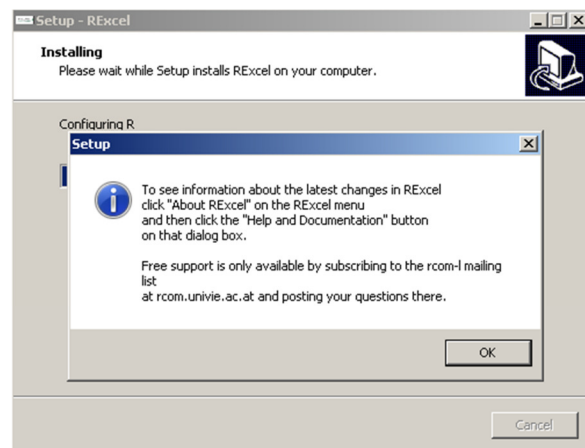 Setup - RExcel
Installing
Please wait while Setup installs RExcel on your computer.
Configuring R
Setup
To see information about the latest changes in RExcel
click "About RExcel" on the RExcel menu
and then click the "Help and Documentation" button
on that dialog box.
Free support is only available by subscribing to the rcom-l mailing
list
at rcom.univie.ac.at and posting your questions there.
OK
Cancel